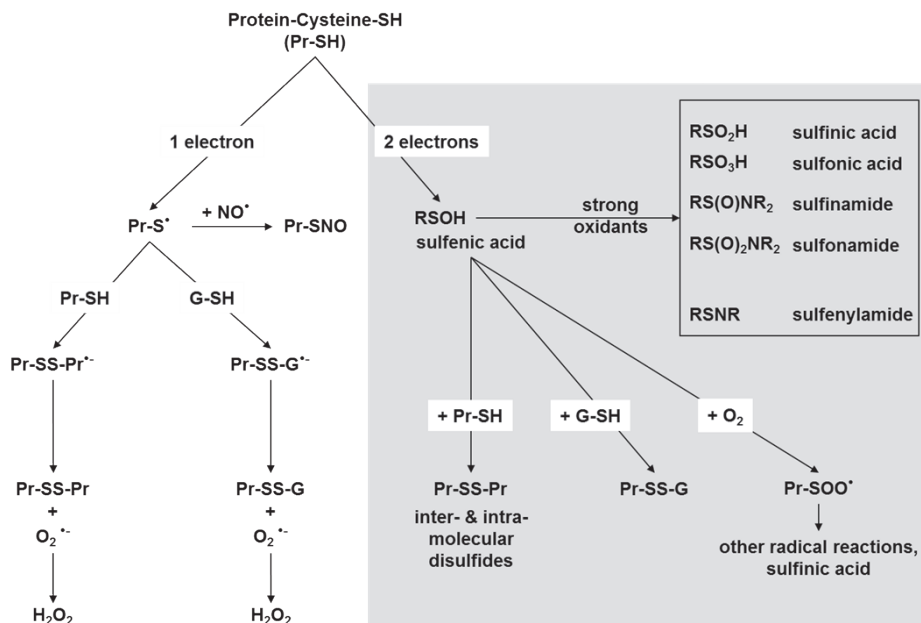 Protein-Cysteine-SH
(Pr-SH)
1 electron
2 electrons
Pr-S•
+ NO•
Pr-SNO
Pr-SH
G-SH
Pr-SS-Pr•-
Pr-SS-G•-
Pr-SS-Pr
+
O₂•-
H₂O₂
Pr-SS-G
+
O₂•-
H₂O₂
RSOH
sulfenic acid
strong
oxidants
RSO₂H sulfinic acid
RSO₃H sulfonic acid
RS(O)NR₂ sulfinamide
RS(O)₂NR₂ sulfonamide
RSNR sulfenylamide
+ Pr-SH
+ G-SH
+ O₂
Pr-SS-Pr
inter- & intra-
molecular
disulfides
Pr-SS-G
Pr-SOO•
other radical reactions,
sulfinic acid